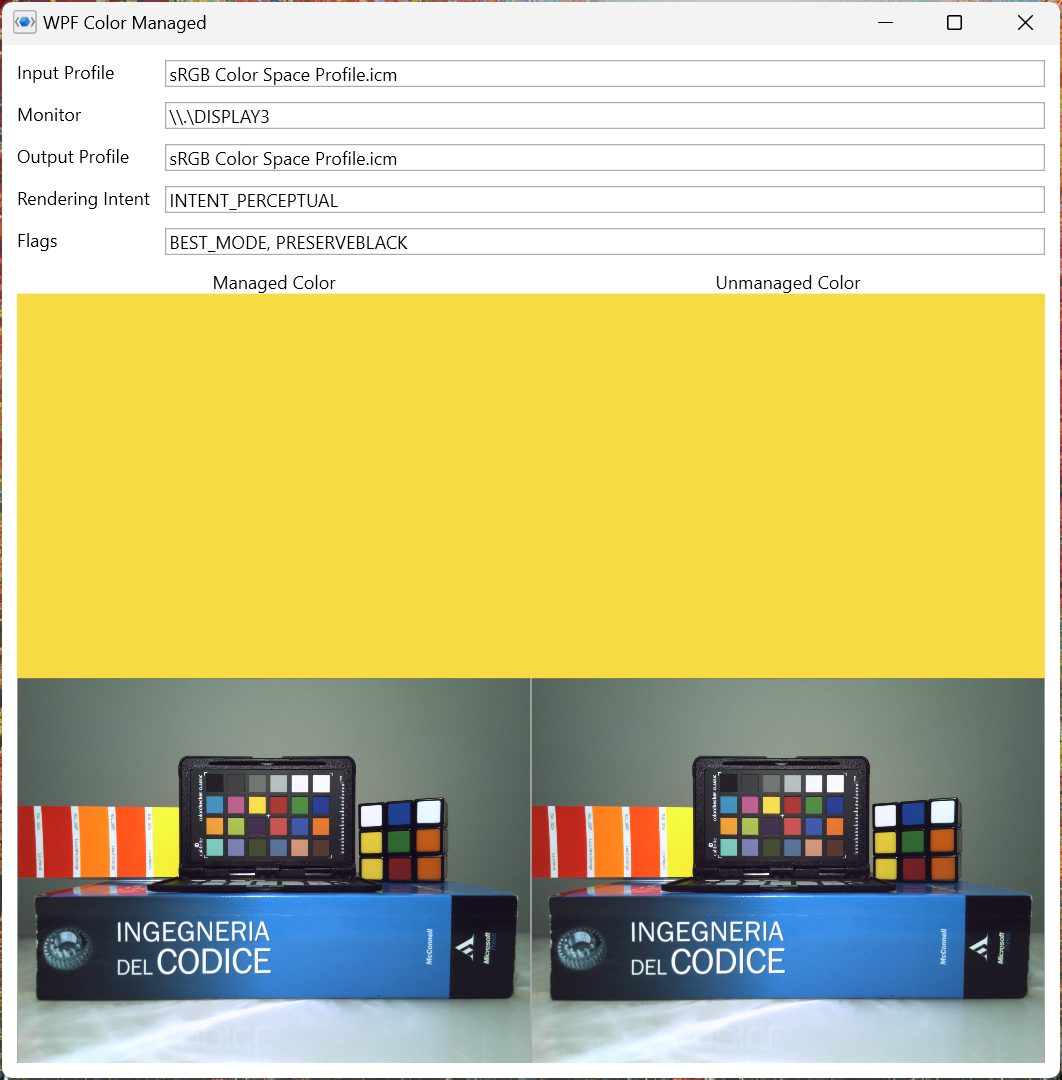 WPF Color Managed
Input Profile
sRGB Color Space Profile.icm
Monitor
\\.\DISPLAY3
Output Profile
sRGB Color Space Profile.icm
Rendering Intent
INTENT_PERCEPTUAL
Flags
BEST_MODE, PRESERVEBLACK
Managed Color
Unmanaged Color
INGEGNERIA
DEL CODICE
McConnell
Microsoft
INGEGNERIA
DEL CODICE
McConnell
Microsoft